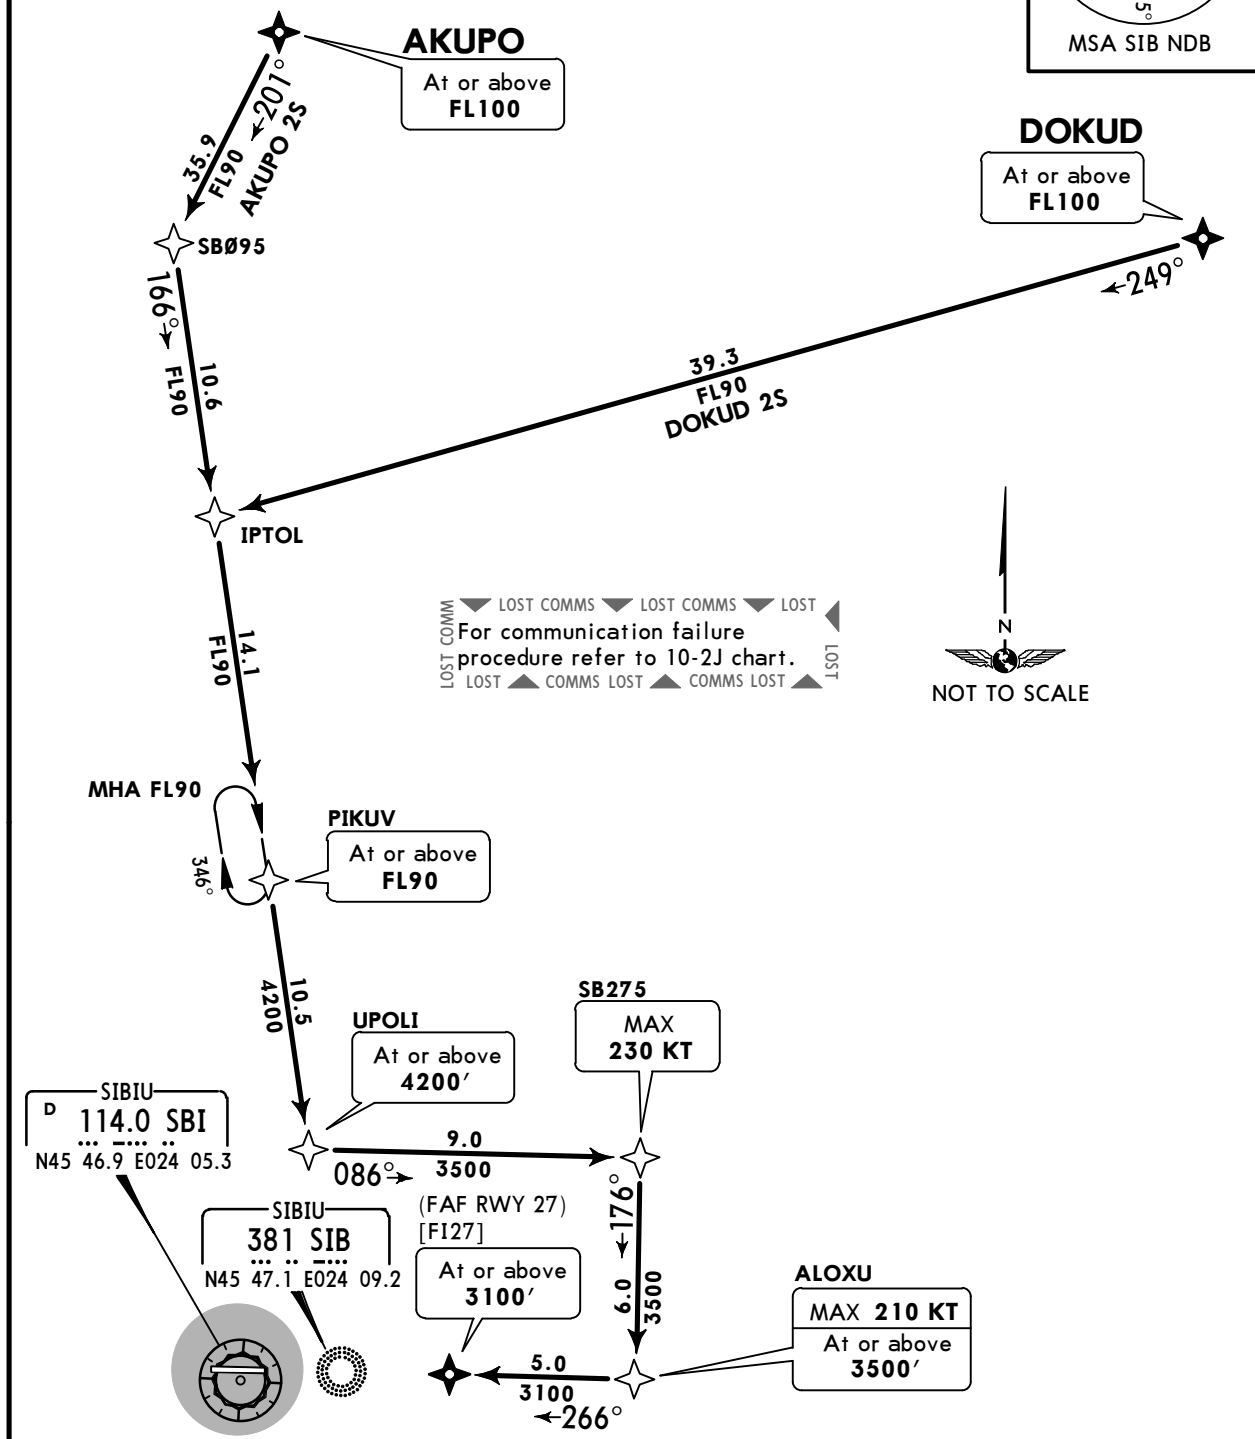 5°
MSA SIB NDB
AKUPO
At or above
FL100
←201°
35.9
FL90
AKUPO 2S
DOKUD
At or above
FL100
SBØ95
←249°
166°→
10.6
FL90
39.3
FL90
DOKUD 2S
IPTOL
14.1
FL90
LOST COMMS LOST COMMS LOST
LOST COMM
For communication failure
procedure refer to 10-2J chart.
LOST
LOST COMMS LOST COMMS LOST
N
NOT TO SCALE
MHA FL90
346°
PIKUV
At or above
FL90
10.5
4200
SB275
MAX
230 KT
UPOLI
At or above
4200′
SIBIU
D 114.0 SBI
N45 46.9 E024 05.3
9.0
3500
086°→
←176°
6.0
3500
SIBIU
381 SIB
N45 47.1 E024 09.2
(FAF RWY 27)
[FI27]
At or above
3100′
ALOXU
MAX 210 KT
At or above
3500′
5.0
3100
←266°